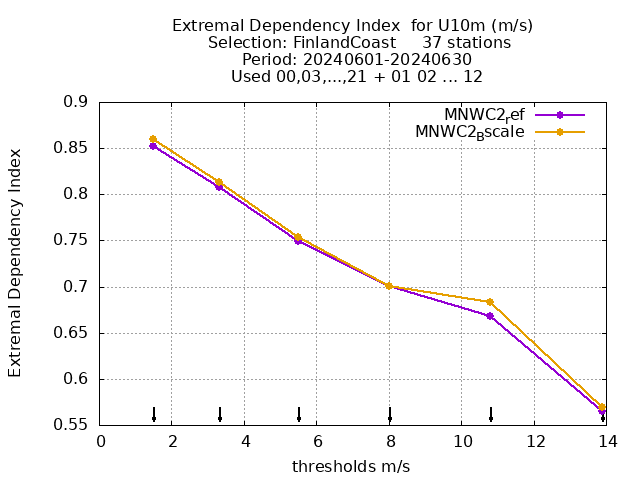 Extremal Dependency Index  for U10m (m/s)
Selection: FinlandCoast     37 stations
Period: 20240601-20240630
Used 00,03,...,21 + 01 02 ... 12
MNWC2ref
MNWC2Bscale
Extremal Dependency Index
0.9
0.85
0.8
0.75
0.7
0.65
0.6
0.55
0 2 4 6 8 10 12 14
thresholds m/s